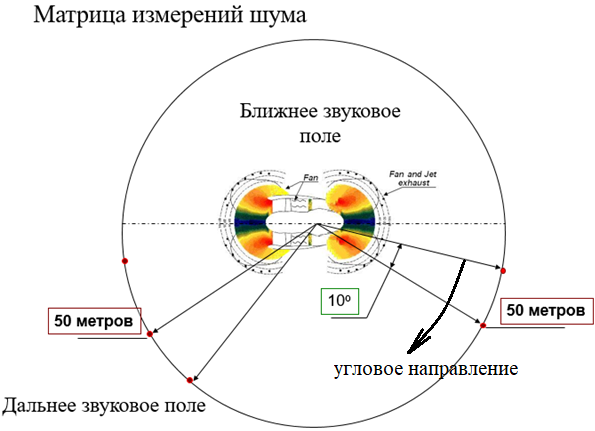 Матрица измерений шума
Ближнее звуковое
поле
Fan
Fan and Jet
exhaust
10º
50 метров
50 метров
угловое направление
Дальнее звуковое поле